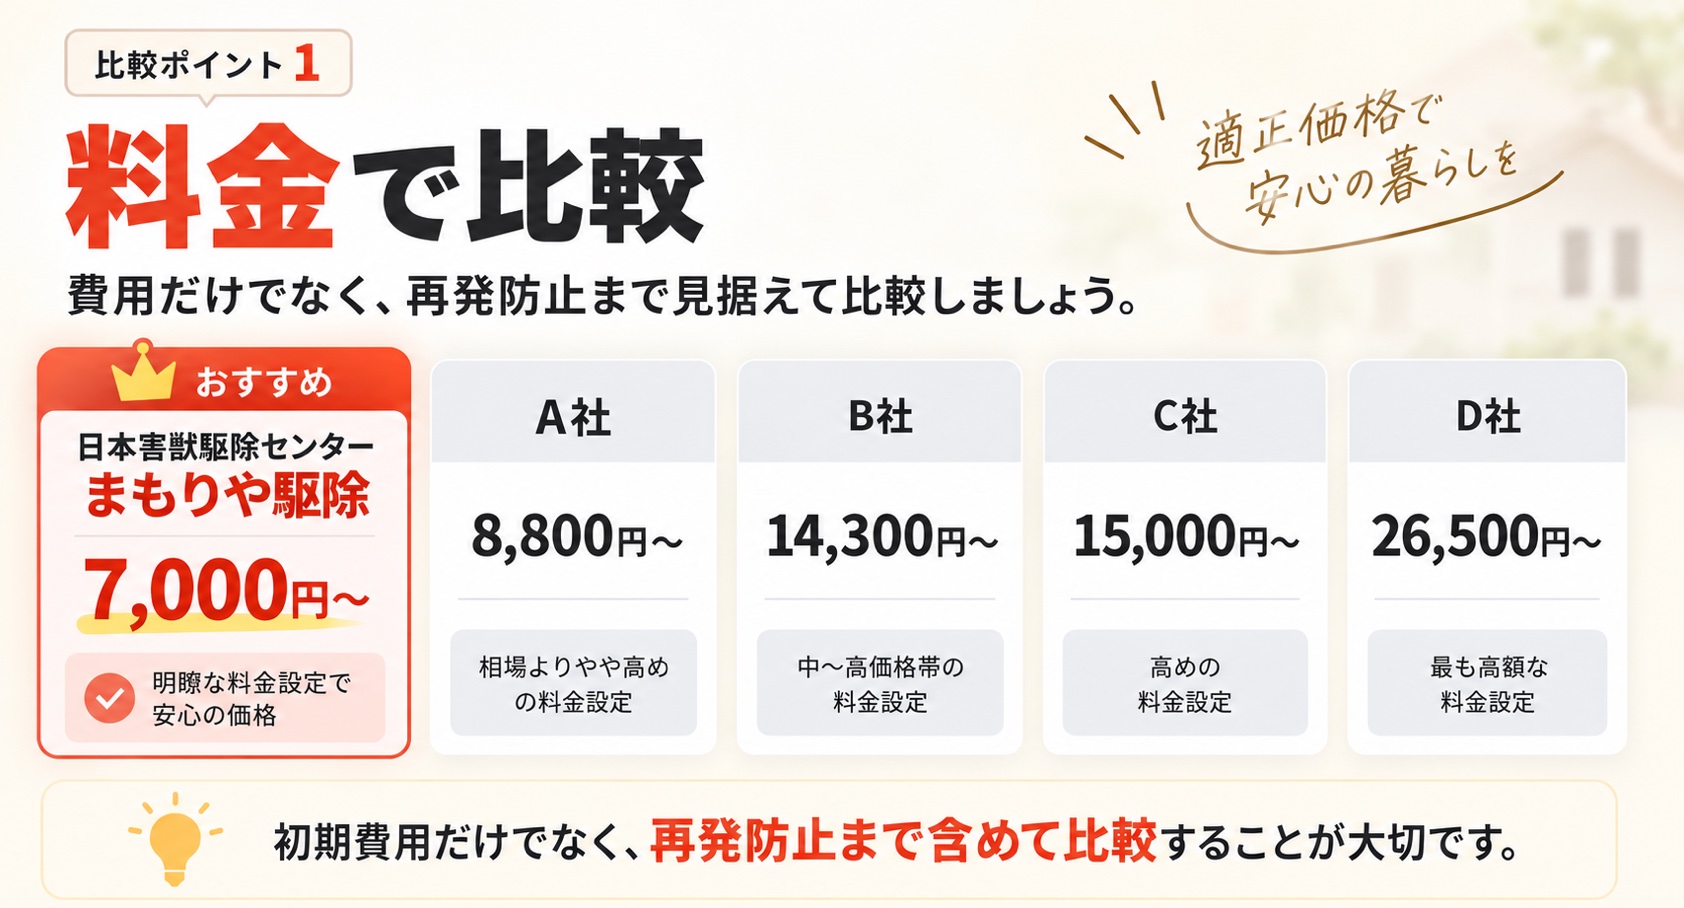 比較ポイント 1
料金で比較
費用だけでなく、再発防止まで見据えて比較しましょう。
適正価格で
安心の暮らしを
おすすめ
日本害獣駆除センター
まもりや駆除
7,000円〜
明瞭な料金設定で
安心の価格
A社
8,800円〜
相場よりやや高め
の料金設定
B社
14,300円〜
中〜高価格帯の
料金設定
C社
15,000円〜
高めの
料金設定
D社
26,500円〜
最も高額な
料金設定
初期費用だけでなく、再発防止まで含めて比較することが大切です。